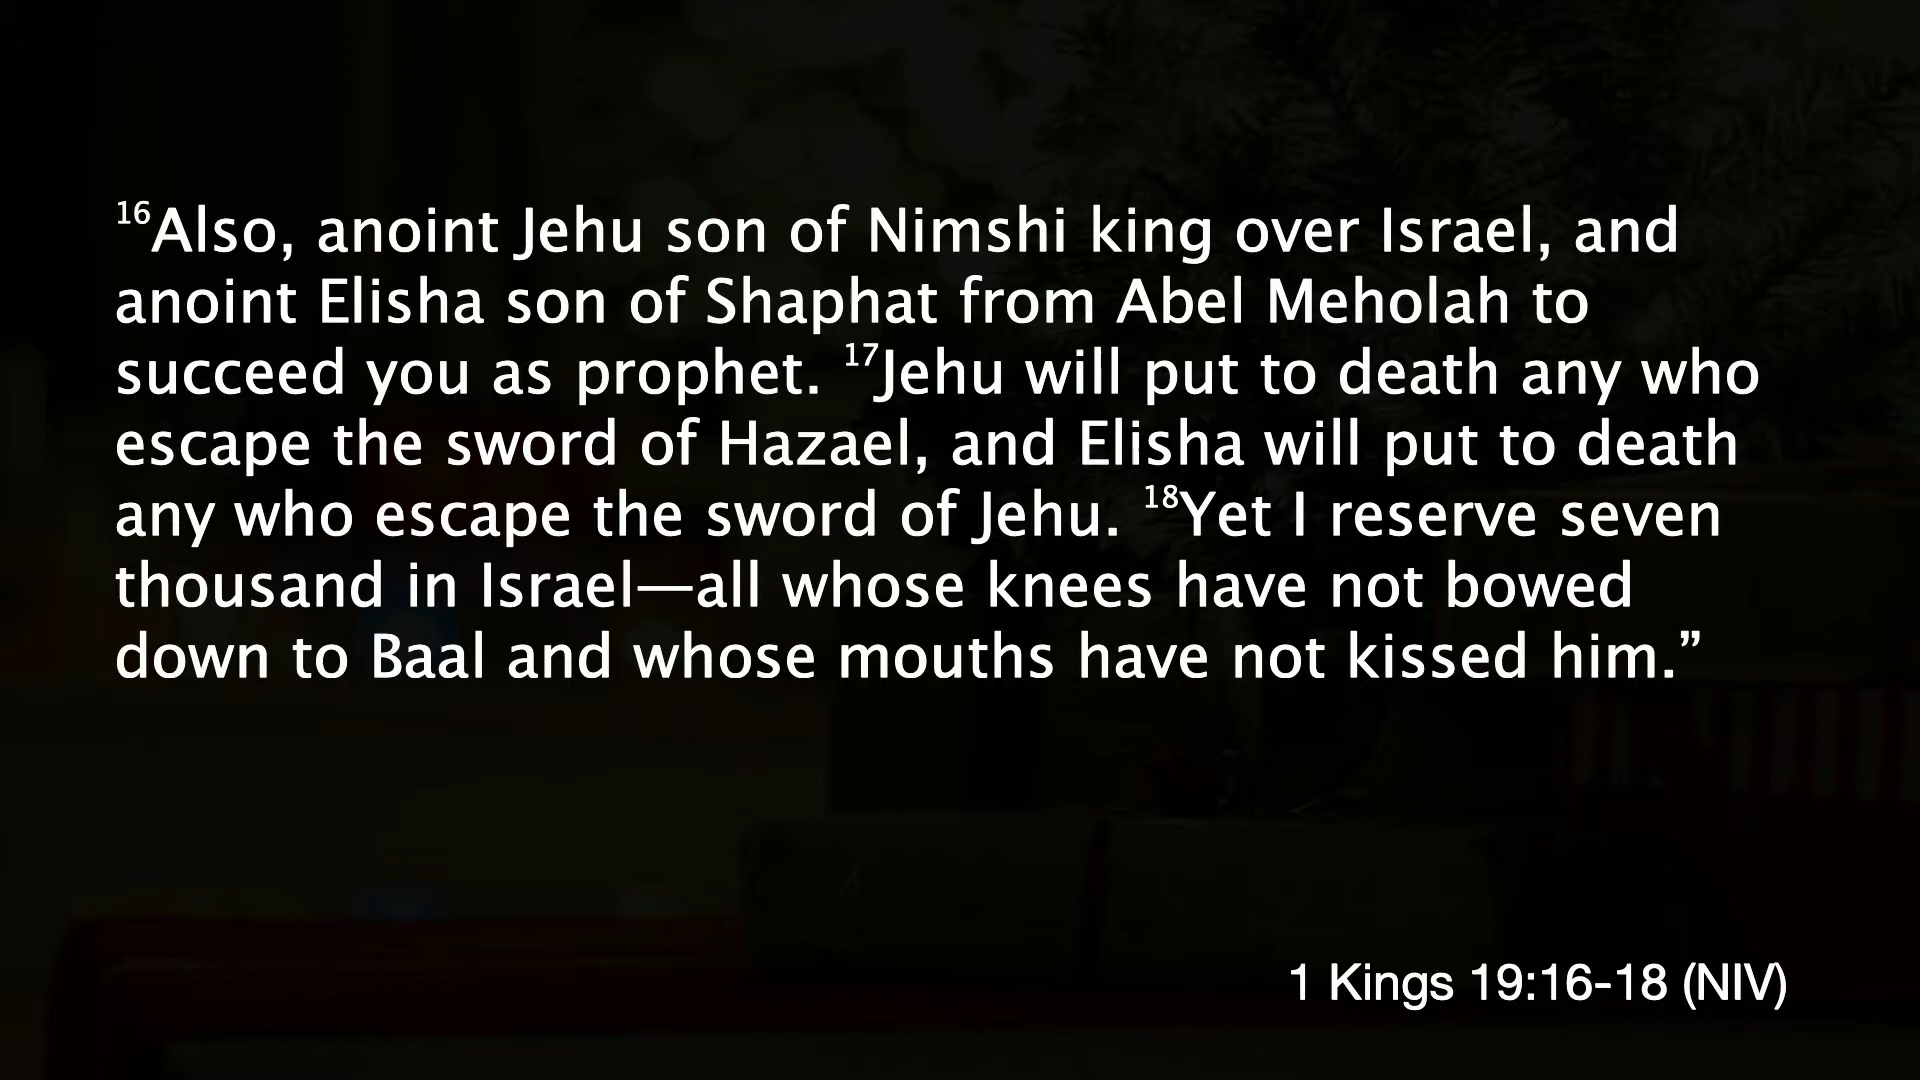 16Also, anoint Jehu son of Nimshi king over Israel, and
anoint Elisha son of Shaphat from Abel Meholah to
succeed you as prophet. 17Jehu will put to death any who
escape the sword of Hazael, and Elisha will put to death
any who escape the sword of Jehu. 18Yet I reserve seven
thousand in Israel—all whose knees have not bowed
down to Baal and whose mouths have not kissed him.”
1 Kings 19:16-18 (NIV)